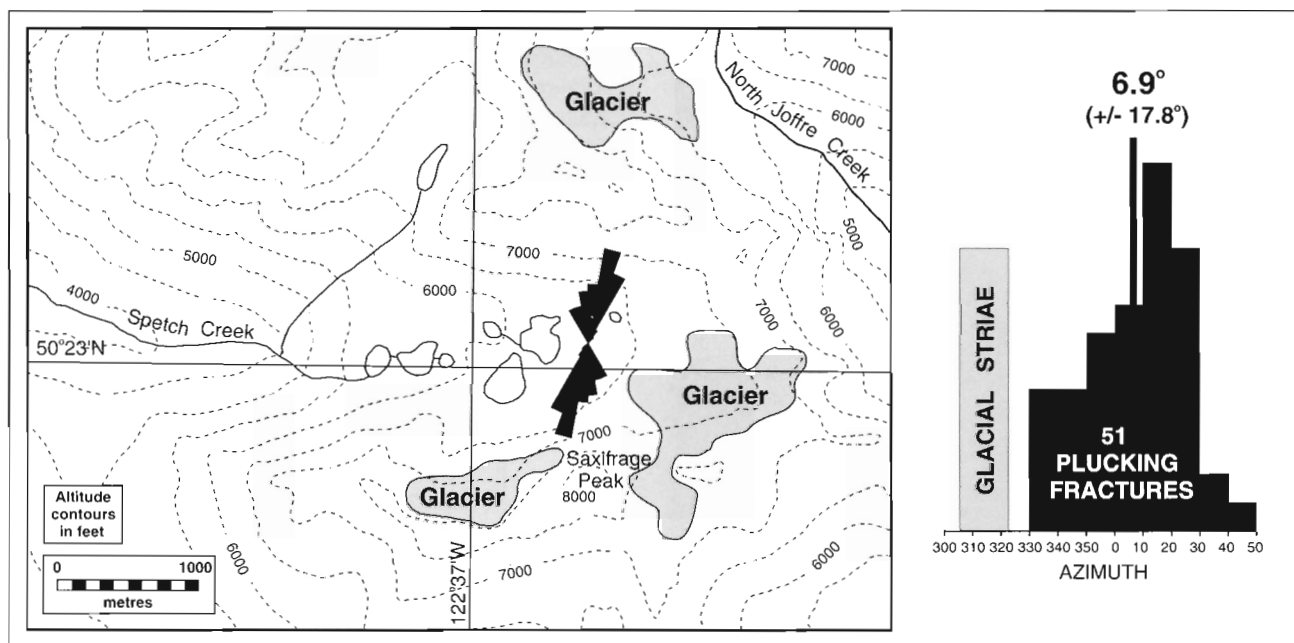 Glacier
North Joffre Creek
7000
6000
5000
5000
4000
Spetch Creek
50°23'N
6000
7000
7000
Glacier
7000
Saxifrage
Peak
8000
Glacier
Altitude
contours
in feet
0 1000
metres
6000
122°37'W
7000
6000
6.9°
(+/- 17.8°)
GLACIAL STRIAE
51
PLUCKING
FRACTURES
300 310 320 330 340 350 0 10 20 30 40 50
AZIMUTH